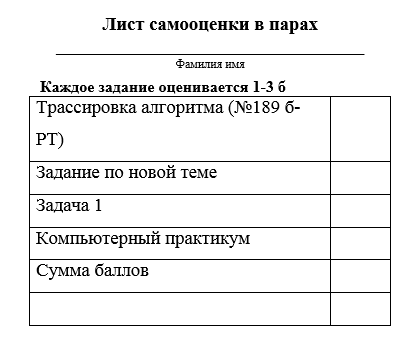 Лист самооценки в парах
Фамилия имя
Каждое задание оценивается 1-3 б
Трассировка алгоритма (№189 б-
РТ)
Задание по новой теме
Задача 1
Компьютерный практикум
Сумма баллов